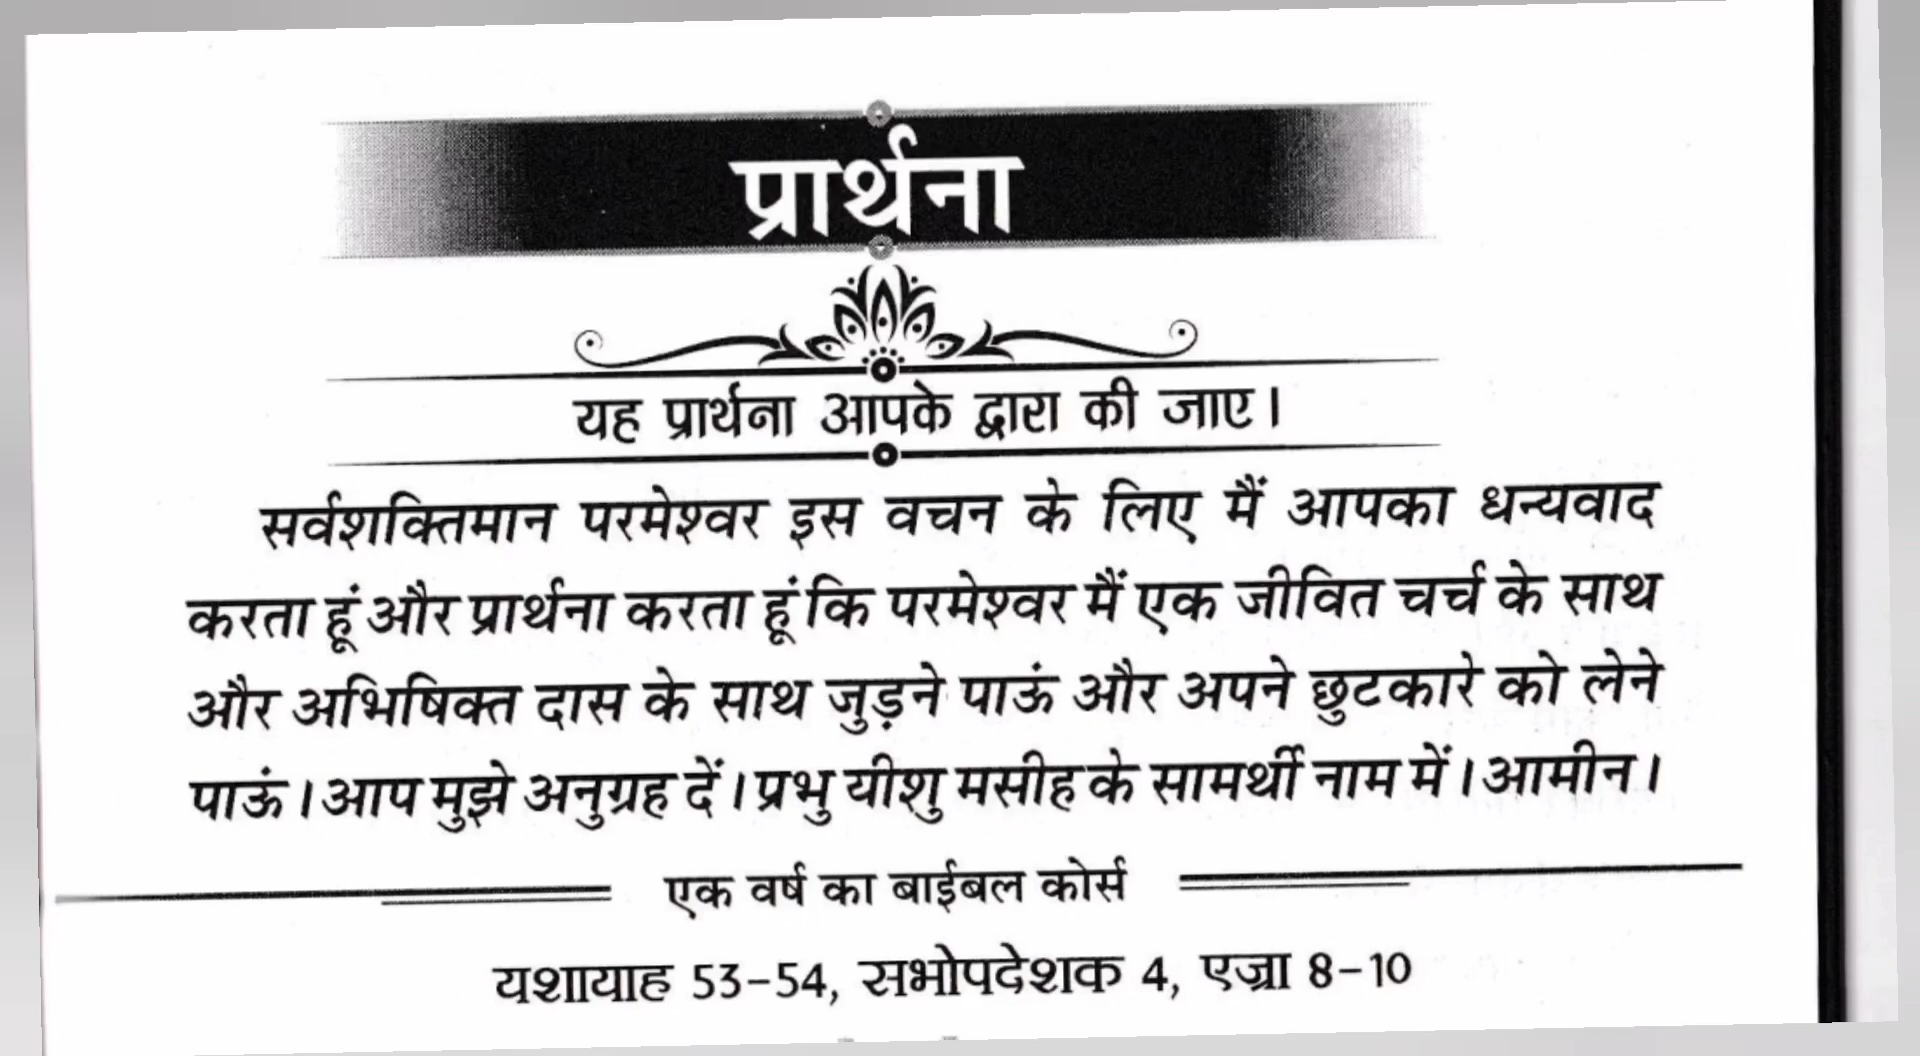 प्रार्थना
यह प्रार्थना आपके द्वारा की जाए।
सर्वशक्तिमान परमेश्वर इस वचन के लिए मैं आपका धन्यवाद
करता हूं और प्रार्थना करता हूं कि परमेश्वर मैं एक जीवित चर्च के साथ
और अभिषिक्त दास के साथ जुड़ने पाऊं और अपने छुटकारे को लेने
पाऊं। आप मुझे अनुग्रह दें। प्रभु यीशु मसीह के सामर्थी नाम में। आमीन।
एक वर्ष का बाईबल कोर्स
यशायाह 53-54, सभोपदेशक 4, एज्रा 8-10